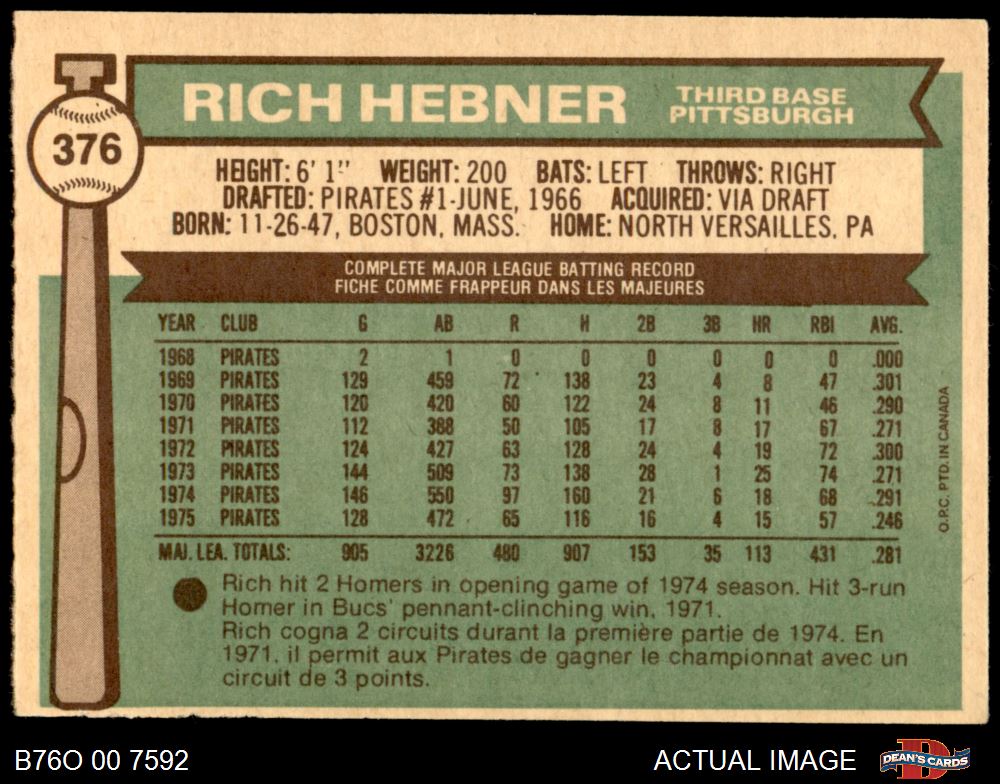 RICH HEBNER
THIRD BASE
PITTSBURGH
376
HEIGHT: 6' 1" WEIGHT: 200 BATS: LEFT THROWS: RIGHT
DRAFTED: PIRATES #1-JUNE, 1966 ACQUIRED: VIA DRAFT
BORN: 11-26-47, BOSTON, MASS. HOME: NORTH VERSAILLES, PA
COMPLETE MAJOR LEAGUE BATTING RECORD
FICHE COMME FRAPPEUR DANS LES MAJEURES
YEAR CLUB G AB R H 2B 3B HR RBI AVG.
1968 PIRATES 2 1 0 0 0 0 0 0 .000
1969 PIRATES 129 459 72 138 23 4 8 47 .301
1970 PIRATES 120 420 60 122 24 8 11 46 .290
1971 PIRATES 112 388 50 105 17 8 17 67 .271
1972 PIRATES 124 427 63 128 24 4 19 72 .300
1973 PIRATES 144 509 73 138 28 1 25 74 .271
1974 PIRATES 146 550 97 160 21 6 18 68 .291
1975 PIRATES 128 472 65 116 16 4 15 57 .246
MAJ. LEA. TOTALS: 905 3226 480 907 153 35 113 431 .281
Rich hit 2 Homers in opening game of 1974 season. Hit 3-run
Homer in Bucs' pennant-clinching win, 1971.
Rich cogna 2 circuits durant la première partie de 1974. En
1971, il permit aux Pirates de gagner le championnat avec un
circuit de 3 points.
O.P.C. PTD. IN CANADA
B76O 00 7592
ACTUAL IMAGE
DEAN'S CARDS